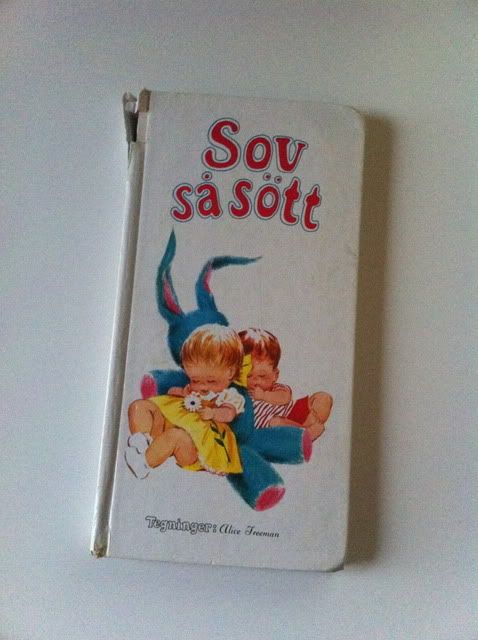 Sov
så sött
Tegninger: Alice Freeman